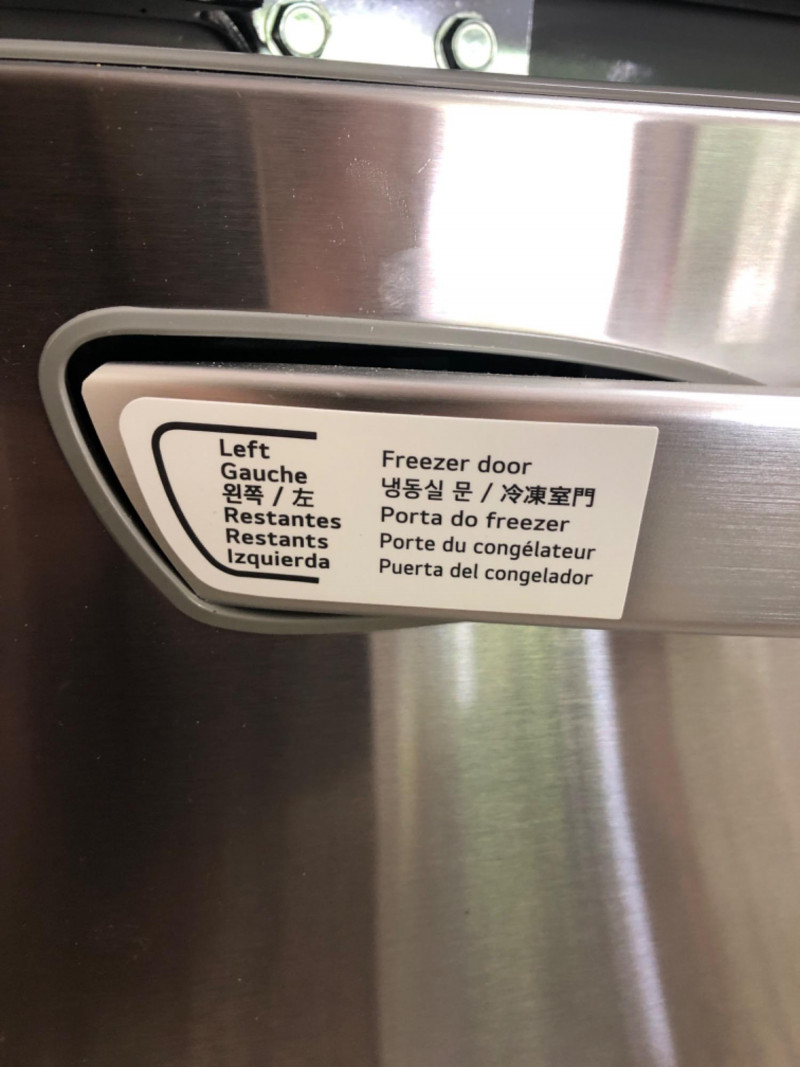 Left
Gauche
왼쪽 / 左
Restantes
Restants
Izquierda
Freezer door
냉동실 문 / 冷凍室門
Porta do freezer
Porte du congélateur
Puerta del congelador